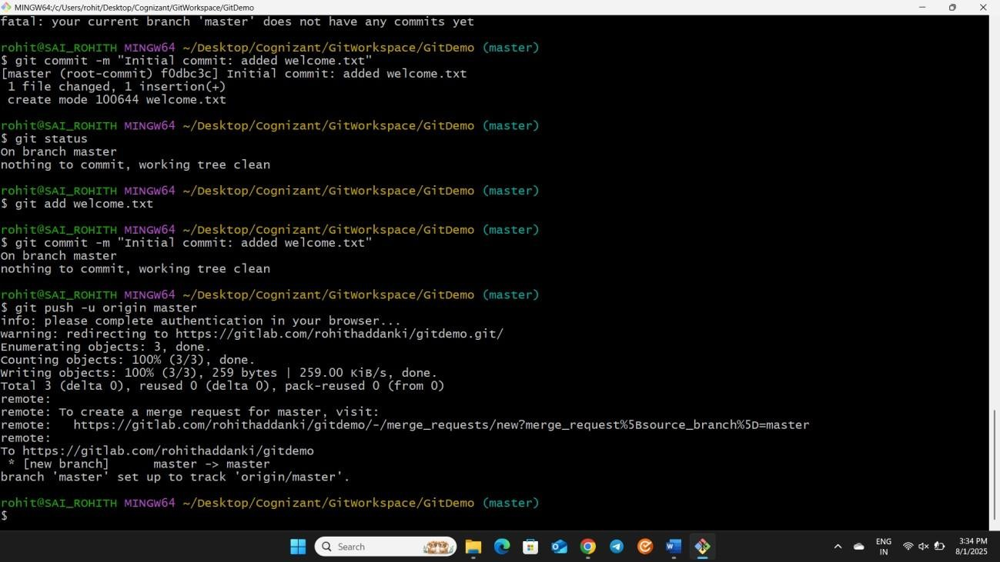 MINGW64:/c/Users/rohit/Desktop/Cognizant/GitWorkspace/GitDemo
fatal: your current branch 'master' does not have any commits yet
rohit@SAI_ROHITH MINGW64 ~/Desktop/Cognizant/GitWorkspace/GitDemo (master)
$ git commit -m "Initial commit: added welcome.txt"
[master (root-commit) f0dbc3c] Initial commit: added welcome.txt
 1 file changed, 1 insertion(+)
 create mode 100644 welcome.txt
rohit@SAI_ROHITH MINGW64 ~/Desktop/Cognizant/GitWorkspace/GitDemo (master)
$ git status
On branch master
nothing to commit, working tree clean
rohit@SAI_ROHITH MINGW64 ~/Desktop/Cognizant/GitWorkspace/GitDemo (master)
$ git add welcome.txt
rohit@SAI_ROHITH MINGW64 ~/Desktop/Cognizant/GitWorkspace/GitDemo (master)
$ git commit -m "Initial commit: added welcome.txt"
On branch master
nothing to commit, working tree clean
rohit@SAI_ROHITH MINGW64 ~/Desktop/Cognizant/GitWorkspace/GitDemo (master)
$ git push -u origin master
info: please complete authentication in your browser...
warning: redirecting to https://gitlab.com/rohithaddanki/gitdemo.git/
Enumerating objects: 3, done.
Counting objects: 100% (3/3), done.
Writing objects: 100% (3/3), 259 bytes | 259.00 KiB/s, done.
Total 3 (delta 0), reused 0 (delta 0), pack-reused 0 (from 0)
remote:
remote: To create a merge request for master, visit:
remote:   https://gitlab.com/rohithaddanki/gitdemo/-/merge_requests/new?merge_request%5Bsource_branch%5D=master
remote:
To https://gitlab.com/rohithaddanki/gitdemo
 * [new branch]      master -> master
branch 'master' set up to track 'origin/master'.
rohit@SAI_ROHITH MINGW64 ~/Desktop/Cognizant/GitWorkspace/GitDemo (master)
$
Search
ENG
IN
3:34 PM
8/1/2025